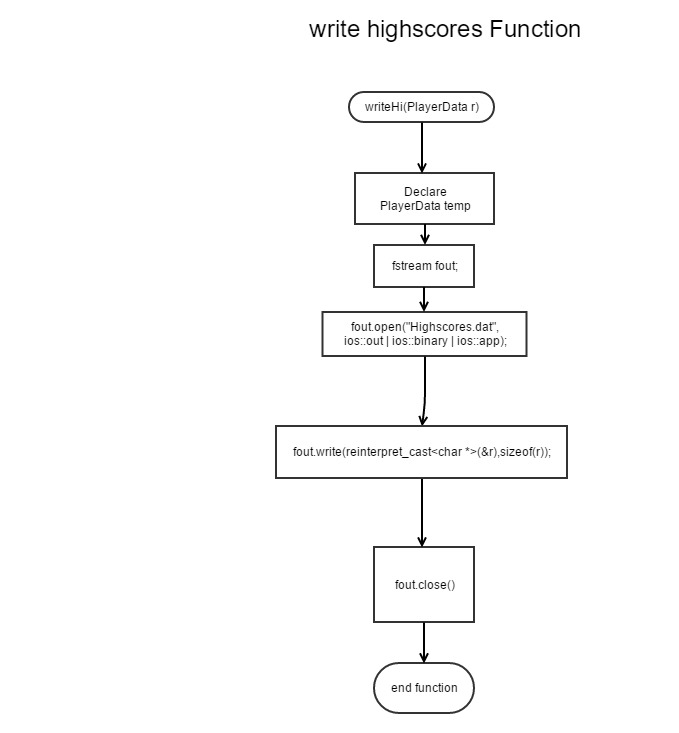 write highscores Function
writeHi(PlayerData r)
Declare
PlayerData temp
fstream fout;
fout.open("Highscores.dat",
ios::out | ios::binary | ios::app);
fout.write(reinterpret_cast<char *>(&r),sizeof(r));
fout.close()
end function